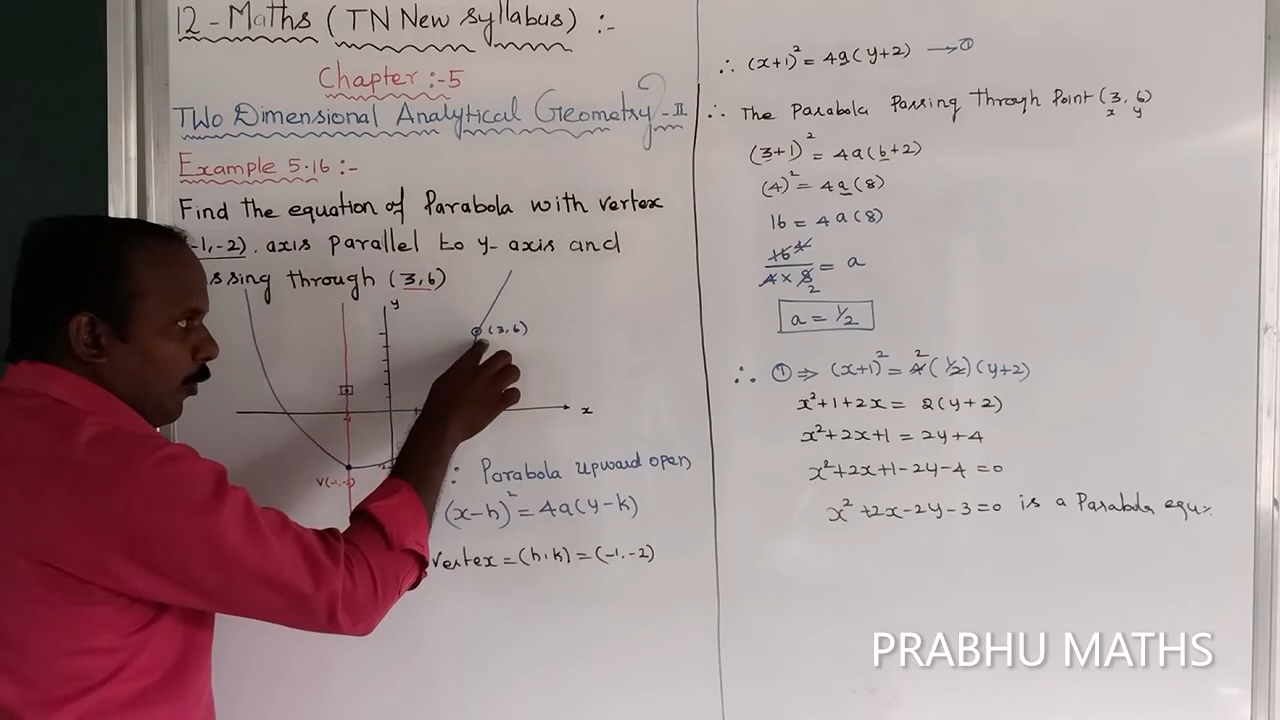 12-Maths (TN New syllabus) :-
Chapter:-5
Two Dimensional Analytical Geometry-II
Example 5.16:-
Find the equation of Parabola with vertex
-1,-2). axis parallel to y-axis and
ssing through (3,6)
y
(3,6)
x
V(-1,-
: Parabola upward open
(x-h)² = 4a(y-k)
vertex = (h,k) = (-1,-2)
∴ (x+1)² = 4a(y+2) → ①
∴ The Parabola Passing Through Point (3, 6)
x y
(3+1)² = 4a(6+2)
(4)² = 4a(8)
16 = 4a(8)
16 4 / 4×8 2 = a
a = 1/2
∴ ① ⇒ (x+1)² = 4 2 (1/2)(y+2)
x²+1+2x = 2(y+2)
x²+2x+1 = 2y+4
x²+2x+1-2y-4 = 0
x²+2x-2y-3=0 is a Parabola equ.
PRABHU MATHS